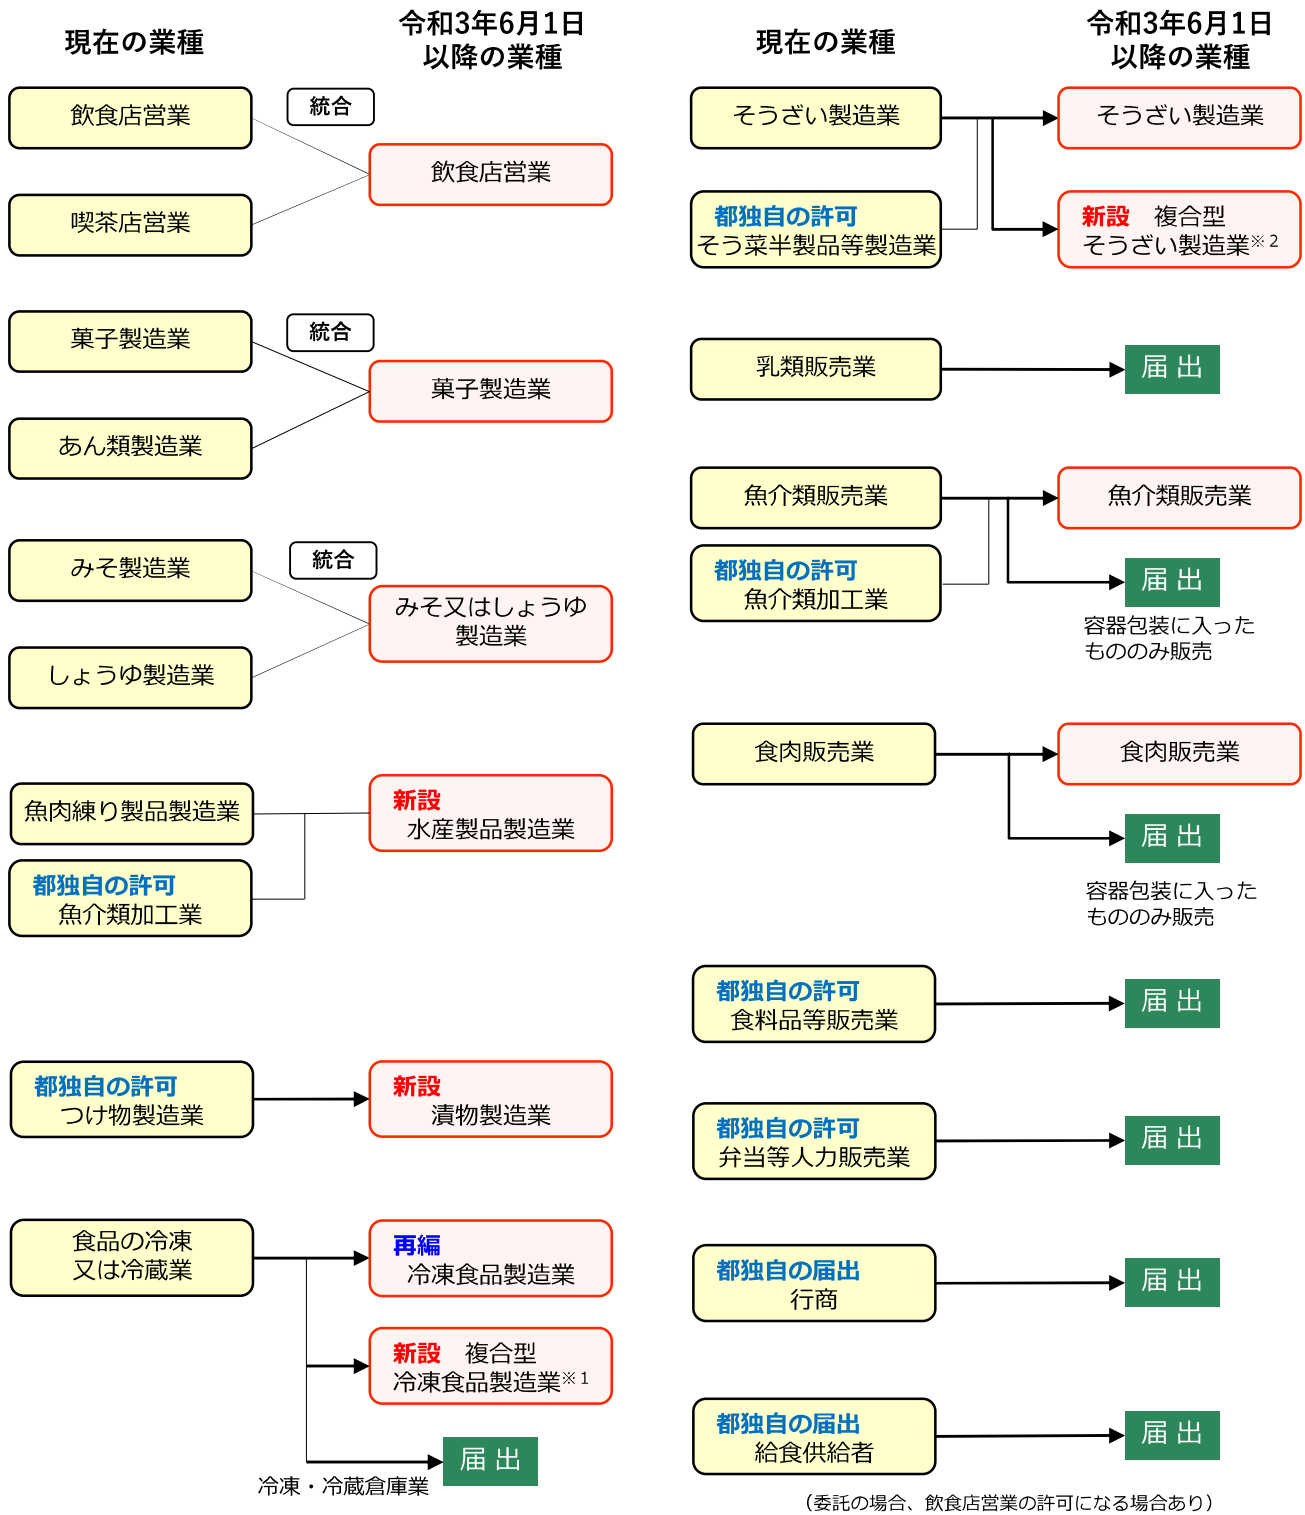 現在の業種
令和3年6月1日
以降の業種
飲食店営業
統合
飲食店営業
喫茶店営業
菓子製造業
統合
菓子製造業
あん類製造業
みそ製造業
統合
みそ又はしょうゆ
製造業
しょうゆ製造業
魚肉練り製品製造業
新設
水産製品製造業
都独自の許可
魚介類加工業
都独自の許可
つけ物製造業
新設
漬物製造業
食品の冷凍
又は冷蔵業
再編
冷凍食品製造業
新設 複合型
冷凍食品製造業※1
届出
冷凍・冷蔵倉庫業
現在の業種
令和3年6月1日
以降の業種
そうざい製造業
そうざい製造業
都独自の許可
そう菜半製品等製造業
新設 複合型
そうざい製造業※2
乳類販売業
届出
魚介類販売業
魚介類販売業
都独自の許可
魚介類加工業
届出
容器包装に入った
もののみ販売
食肉販売業
食肉販売業
届出
容器包装に入った
もののみ販売
都独自の許可
食料品等販売業
届出
都独自の許可
弁当等人力販売業
届出
都独自の届出
行商
届出
都独自の届出
給食供給者
届出
（委託の場合、飲食店営業の許可になる場合あり）